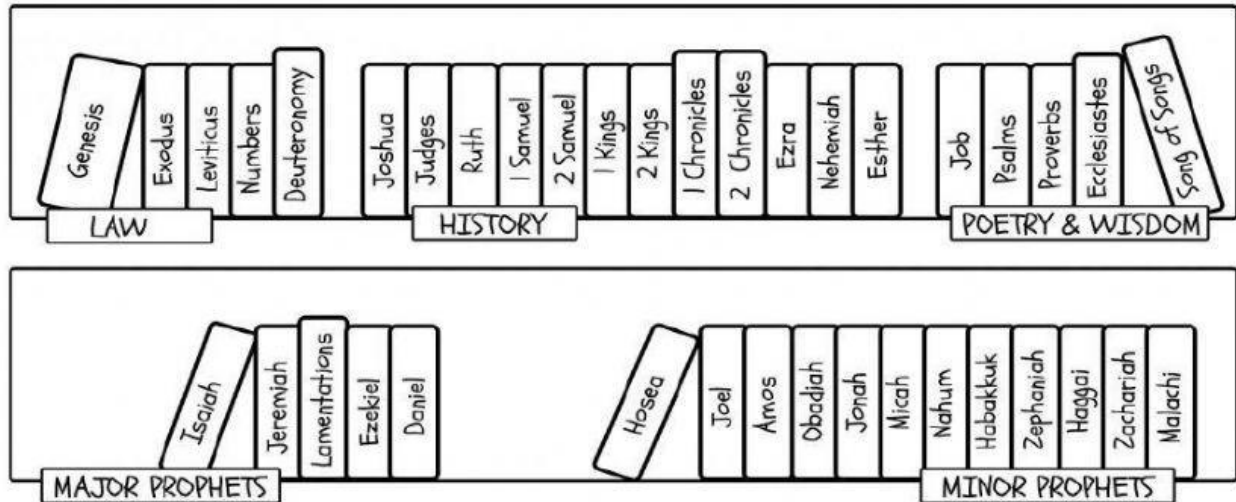 Genesis
Exodus
Leviticus
Numbers
Deuteronomy
Joshua
Judges
Ruth
1 Samuel
2 Samuel
1 Kings
2 Kings
1 Chronicles
2 Chronicles
Ezra
Nehemiah
Esther
Job
Psalms
Proverbs
Ecclesiastes
Song of Songs
LAW
HISTORY
POETRY & WISDOM
Isaiah
Jeremiah
Lamentations
Ezekiel
Daniel
Hosea
Joel
Amos
Obadiah
Jonah
Micah
Nahum
Habakkuk
Zephaniah
Haggai
Zachariah
Malachi
MAJOR PROPHETS
MINOR PROPHETS